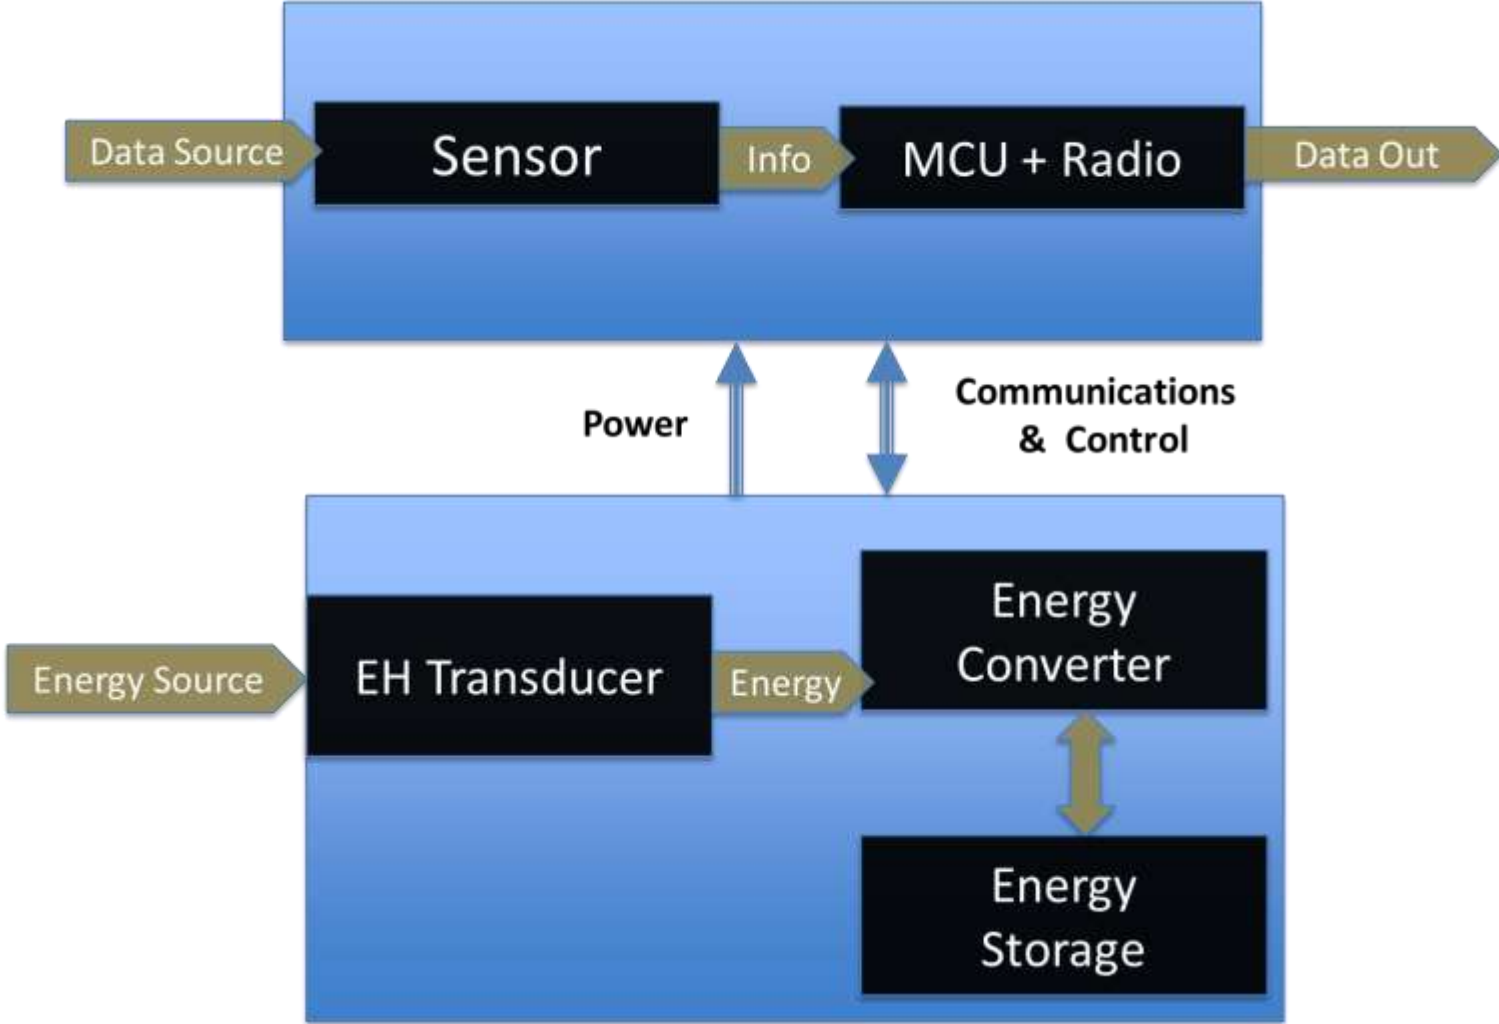 Data Source
Sensor
Info
MCU + Radio
Data Out
Power
Communications
& Control
Energy Source
EH Transducer
Energy
Energy
Converter
Energy
Storage